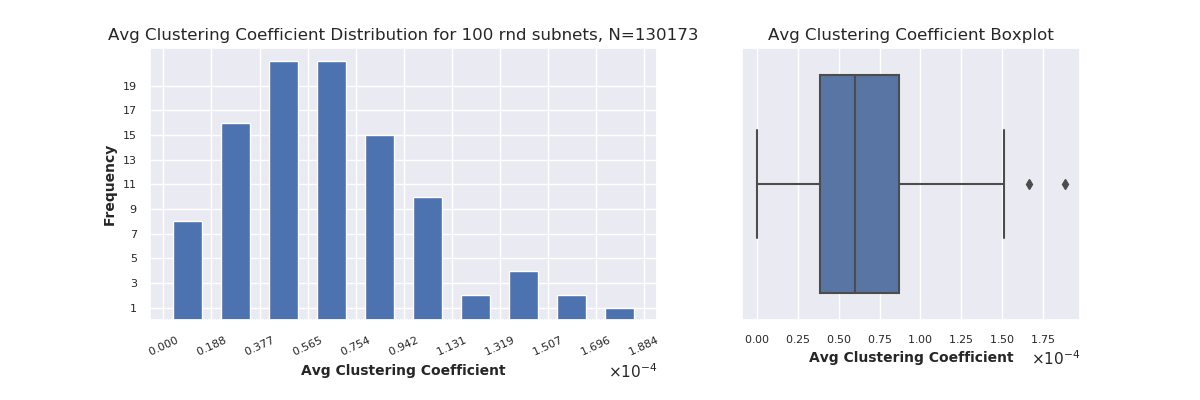 Avg Clustering Coefficient Distribution for 100 rnd subnets, N=130173
19
17
15
13
11
9
7
5
3
1
Frequency
0.000 0.188 0.377 0.565 0.754 0.942 1.131 1.319 1.507 1.696 1.884
Avg Clustering Coefficient
×10⁻⁴
Avg Clustering Coefficient Boxplot
0.00 0.25 0.50 0.75 1.00 1.25 1.50 1.75
Avg Clustering Coefficient
×10⁻⁴